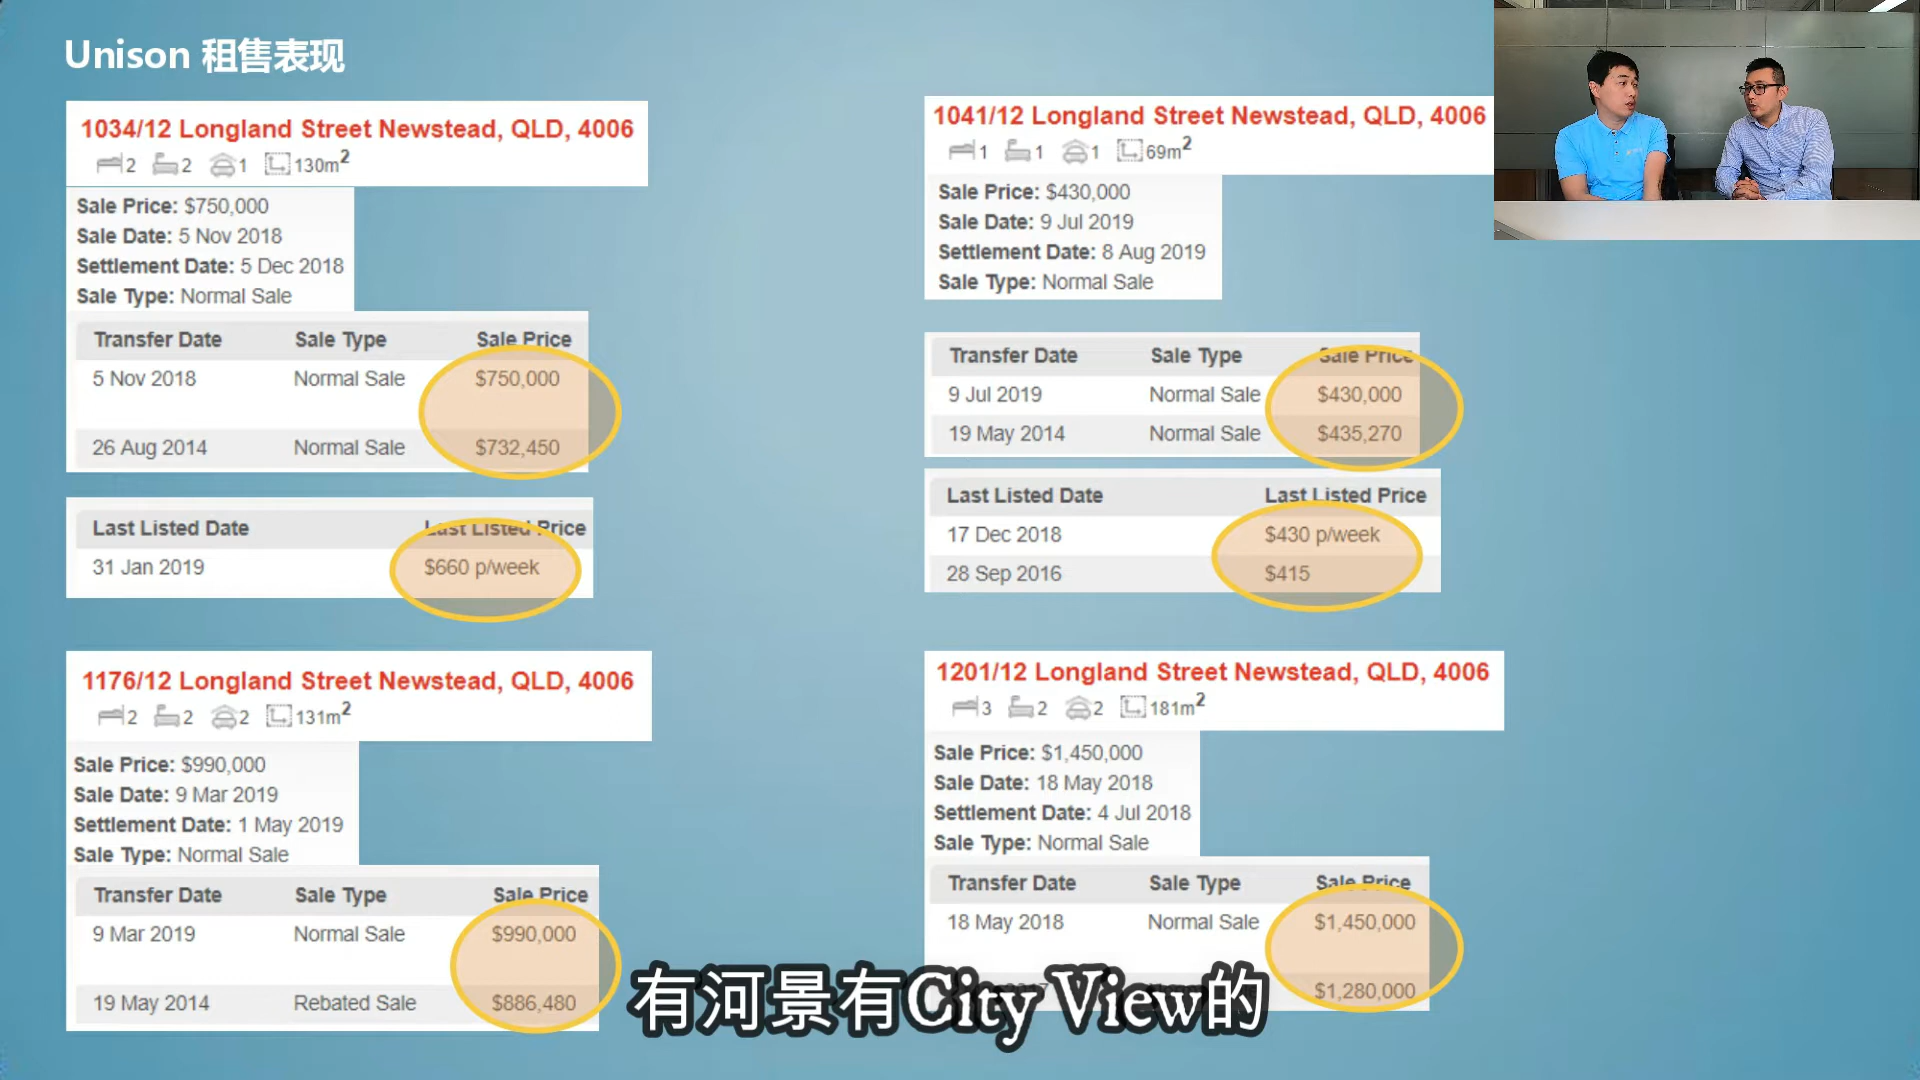 Unison 租售表现
1034/12 Longland Street Newstead, QLD, 4006
2 2 1 130m²
Sale Price: $750,000
Sale Date: 5 Nov 2018
Settlement Date: 5 Dec 2018
Sale Type: Normal Sale
Transfer Date Sale Type Sale Price
5 Nov 2018 Normal Sale $750,000
26 Aug 2014 Normal Sale $732,450
Last Listed Date Last Listed Price
31 Jan 2019 $660 p/week
1041/12 Longland Street Newstead, QLD, 4006
1 1 1 69m²
Sale Price: $430,000
Sale Date: 9 Jul 2019
Settlement Date: 8 Aug 2019
Sale Type: Normal Sale
Transfer Date Sale Type Sale Price
9 Jul 2019 Normal Sale $430,000
19 May 2014 Normal Sale $435,270
Last Listed Date Last Listed Price
17 Dec 2018 $430 p/week
28 Sep 2016 $415
1176/12 Longland Street Newstead, QLD, 4006
2 2 2 131m²
Sale Price: $990,000
Sale Date: 9 Mar 2019
Settlement Date: 1 May 2019
Sale Type: Normal Sale
Transfer Date Sale Type Sale Price
9 Mar 2019 Normal Sale $990,000
19 May 2014 Rebated Sale $886,480
1201/12 Longland Street Newstead, QLD, 4006
3 2 2 181m²
Sale Price: $1,450,000
Sale Date: 18 May 2018
Settlement Date: 4 Jul 2018
Sale Type: Normal Sale
Transfer Date Sale Type Sale Price
18 May 2018 Normal Sale $1,450,000
$1,280,000
有河景有City View的